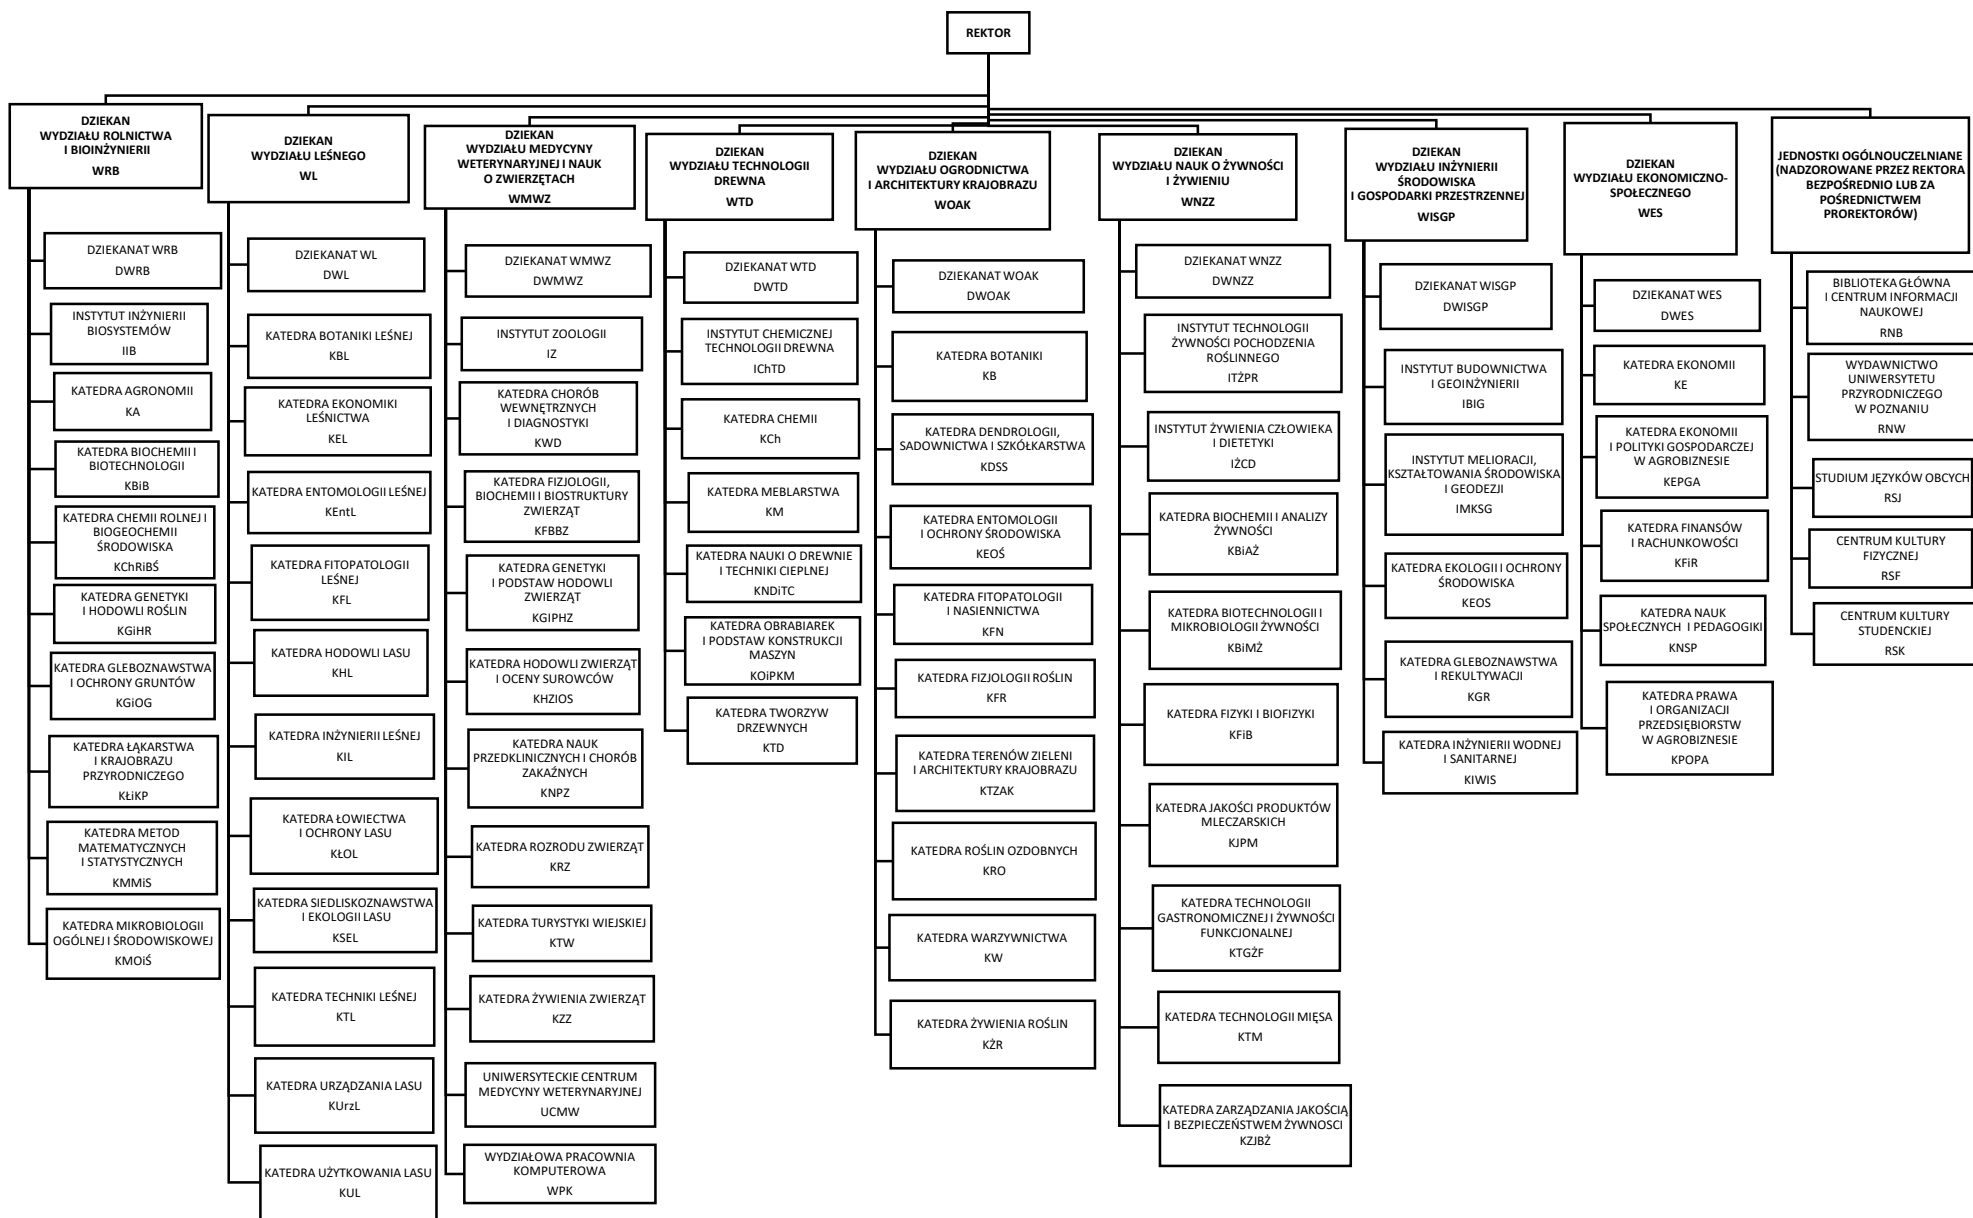 REKTOR
DZIEKAN
WYDZIAŁU ROLNICTWA
I BIOINŻYNIERII
WRB
DZIEKANAT WRB
DWRB
INSTYTUT INŻYNIERII
BIOSYSTEMÓW
IIB
KATEDRA AGRONOMII
KA
KATEDRA BIOCHEMII I
BIOTECHNOLOGII
KBiB
KATEDRA CHEMII ROLNEJ I
BIOGEOCHEMII
ŚRODOWISKA
KChRiBŚ
KATEDRA GENETYKI
I HODOWLI ROŚLIN
KGiHR
KATEDRA GLEBOZNAWSTWA
I OCHRONY GRUNTÓW
KGiOG
KATEDRA ŁĄKARSTWA
I KRAJOBRAZU
PRZYRODNICZEGO
KŁiKP
KATEDRA METOD
MATEMATYCZNYCH
I STATYSTYCZNYCH
KMMiS
KATEDRA MIKROBIOLOGII
OGÓLNEJ I ŚRODOWISKOWEJ
KMOiŚ
DZIEKAN
WYDZIAŁU LEŚNEGO
WL
DZIEKANAT WL
DWL
KATEDRA BOTANIKI LEŚNEJ
KBL
KATEDRA EKONOMIKI
LEŚNICTWA
KEL
KATEDRA ENTOMOLOGII LEŚNEJ
KEntL
KATEDRA FITOPATOLOGII
LEŚNEJ
KFL
KATEDRA HODOWLI LASU
KHL
KATEDRA INŻYNIERII LEŚNEJ
KIL
KATEDRA ŁOWIECTWA
I OCHRONY LASU
KŁOL
KATEDRA SIEDLISKOZNAWSTWA
I EKOLOGII LASU
KSEL
KATEDRA TECHNIKI LEŚNEJ
KTL
KATEDRA URZĄDZANIA LASU
KUrzL
KATEDRA UŻYTKOWANIA LASU
KUL
DZIEKAN
WYDZIAŁU MEDYCYNY
WETERYNARYJNEJ I NAUK
O ZWIERZĘTACH
WMWZ
DZIEKANAT WMWZ
DWMWZ
INSTYTUT ZOOLOGII
IZ
KATEDRA CHORÓB
WEWNĘTRZNYCH
I DIAGNOSTYKI
KWD
KATEDRA FIZJOLOGII,
BIOCHEMII I BIOSTRUKTURY
ZWIERZĄT
KFBBZ
KATEDRA GENETYKI
I PODSTAW HODOWLI
ZWIERZĄT
KGIPHZ
KATEDRA HODOWLI ZWIERZĄT
I OCENY SUROWCÓW
KHZIOS
KATEDRA NAUK
PRZEDKLINICZNYCH I CHORÓB
ZAKAŹNYCH
KNPZ
KATEDRA ROZRODU ZWIERZĄT
KRZ
KATEDRA TURYSTYKI WIEJSKIEJ
KTW
KATEDRA ŻYWIENIA ZWIERZĄT
KZZ
UNIWERSYTECKIE CENTRUM
MEDYCYNY WETERYNARYJNEJ
UCMW
WYDZIAŁOWA PRACOWNIA
KOMPUTEROWA
WPK
DZIEKAN
WYDZIAŁU TECHNOLOGII
DREWNA
WTD
DZIEKANAT WTD
DWTD
INSTYTUT CHEMICZNEJ
TECHNOLOGII DREWNA
IChTD
KATEDRA CHEMII
KCh
KATEDRA MEBLARSTWA
KM
KATEDRA NAUKI O DREWNIE
I TECHNIKI CIEPLNEJ
KNDiTC
KATEDRA OBRABIAREK
I PODSTAW KONSTRUKCJI
MASZYN
KOiPKM
KATEDRA TWORZYW
DRZEWNYCH
KTD
DZIEKAN
WYDZIAŁU OGRODNICTWA
I ARCHITEKTURY KRAJOBRAZU
WOAK
DZIEKANAT WOAK
DWOAK
KATEDRA BOTANIKI
KB
KATEDRA DENDROLOGII,
SADOWNICTWA I SZKÓŁKARSTWA
KDSS
KATEDRA ENTOMOLOGII
I OCHRONY ŚRODOWISKA
KEOŚ
KATEDRA FITOPATOLOGII
I NASIENNICTWA
KFN
KATEDRA FIZJOLOGII ROŚLIN
KFR
KATEDRA TERENÓW ZIELENI
I ARCHITEKTURY KRAJOBRAZU
KTZAK
KATEDRA ROŚLIN OZDOBNYCH
KRO
KATEDRA WARZYWNICTWA
KW
KATEDRA ŻYWIENIA ROŚLIN
KŻR
DZIEKAN
WYDZIAŁU NAUK O ŻYWNOŚCI
I ŻYWIENIU
WNZZ
DZIEKANAT WNZZ
DWNZZ
INSTYTUT TECHNOLOGII
ŻYWNOŚCI POCHODZENIA
ROŚLINNEGO
ITŻPR
INSTYTUT ŻYWIENIA CZŁOWIEKA
I DIETETYKI
IŻCD
KATEDRA BIOCHEMII I ANALIZY
ŻYWNOŚCI
KBiAŻ
KATEDRA BIOTECHNOLOGII I
MIKROBIOLOGII ŻYWNOŚCI
KBiMŻ
KATEDRA FIZYKI I BIOFIZYKI
KFiB
KATEDRA JAKOŚCI PRODUKTÓW
MLECZARSKICH
KJPM
KATEDRA TECHNOLOGII
GASTRONOMICZNEJ I ŻYWNOŚCI
FUNKCJONALNEJ
KTGŻF
KATEDRA TECHNOLOGII MIĘSA
KTM
KATEDRA ZARZĄDZANIA JAKOŚCIĄ
I BEZPIECZEŃSTWEM ŻYWNOSCI
KZJBŻ
DZIEKAN
WYDZIAŁU INŻYNIERII
ŚRODOWISKA
I GOSPODARKI PRZESTRZENNEJ
WISGP
DZIEKANAT WISGP
DWISGP
INSTYTUT BUDOWNICTWA
I GEOINŻYNIERII
IBIG
INSTYTUT MELIORACJI,
KSZTAŁTOWANIA ŚRODOWISKA
I GEODEZJI
IMKSG
KATEDRA EKOLOGII I OCHRONY
ŚRODOWISKA
KEOS
KATEDRA GLEBOZNAWSTWA
I REKULTYWACJI
KGR
KATEDRA INŻYNIERII WODNEJ
I SANITARNEJ
KIWIS
DZIEKAN
WYDZIAŁU EKONOMICZNO-
SPOŁECZNEGO
WES
DZIEKANAT WES
DWES
KATEDRA EKONOMII
KE
KATEDRA EKONOMII
I POLITYKI GOSPODARCZEJ
W AGROBIZNESIE
KEPGA
KATEDRA FINANSÓW
I RACHUNKOWOŚCI
KFiR
KATEDRA NAUK
SPOŁECZNYCH I PEDAGOGIKI
KNSP
KATEDRA PRAWA
I ORGANIZACJI
PRZEDSIĘBIORSTW
W AGROBIZNESIE
KPOPA
JEDNOSTKI OGÓLNOUCZELNIANE
(NADZOROWANE PRZEZ REKTORA
BEZPOŚREDNIO LUB ZA
POŚREDNICTWEM
PROREKTORÓW)
BIBLIOTEKA GŁÓWNA
I CENTRUM INFORMACJI
NAUKOWEJ
RNB
WYDAWNICTWO
UNIWERSYTETU
PRZYRODNICZEGO
W POZNANIU
RNW
STUDIUM JĘZYKÓW OBCYCH
RSJ
CENTRUM KULTURY
FIZYCZNEJ
RSF
CENTRUM KULTURY
STUDENCKIEJ
RSK